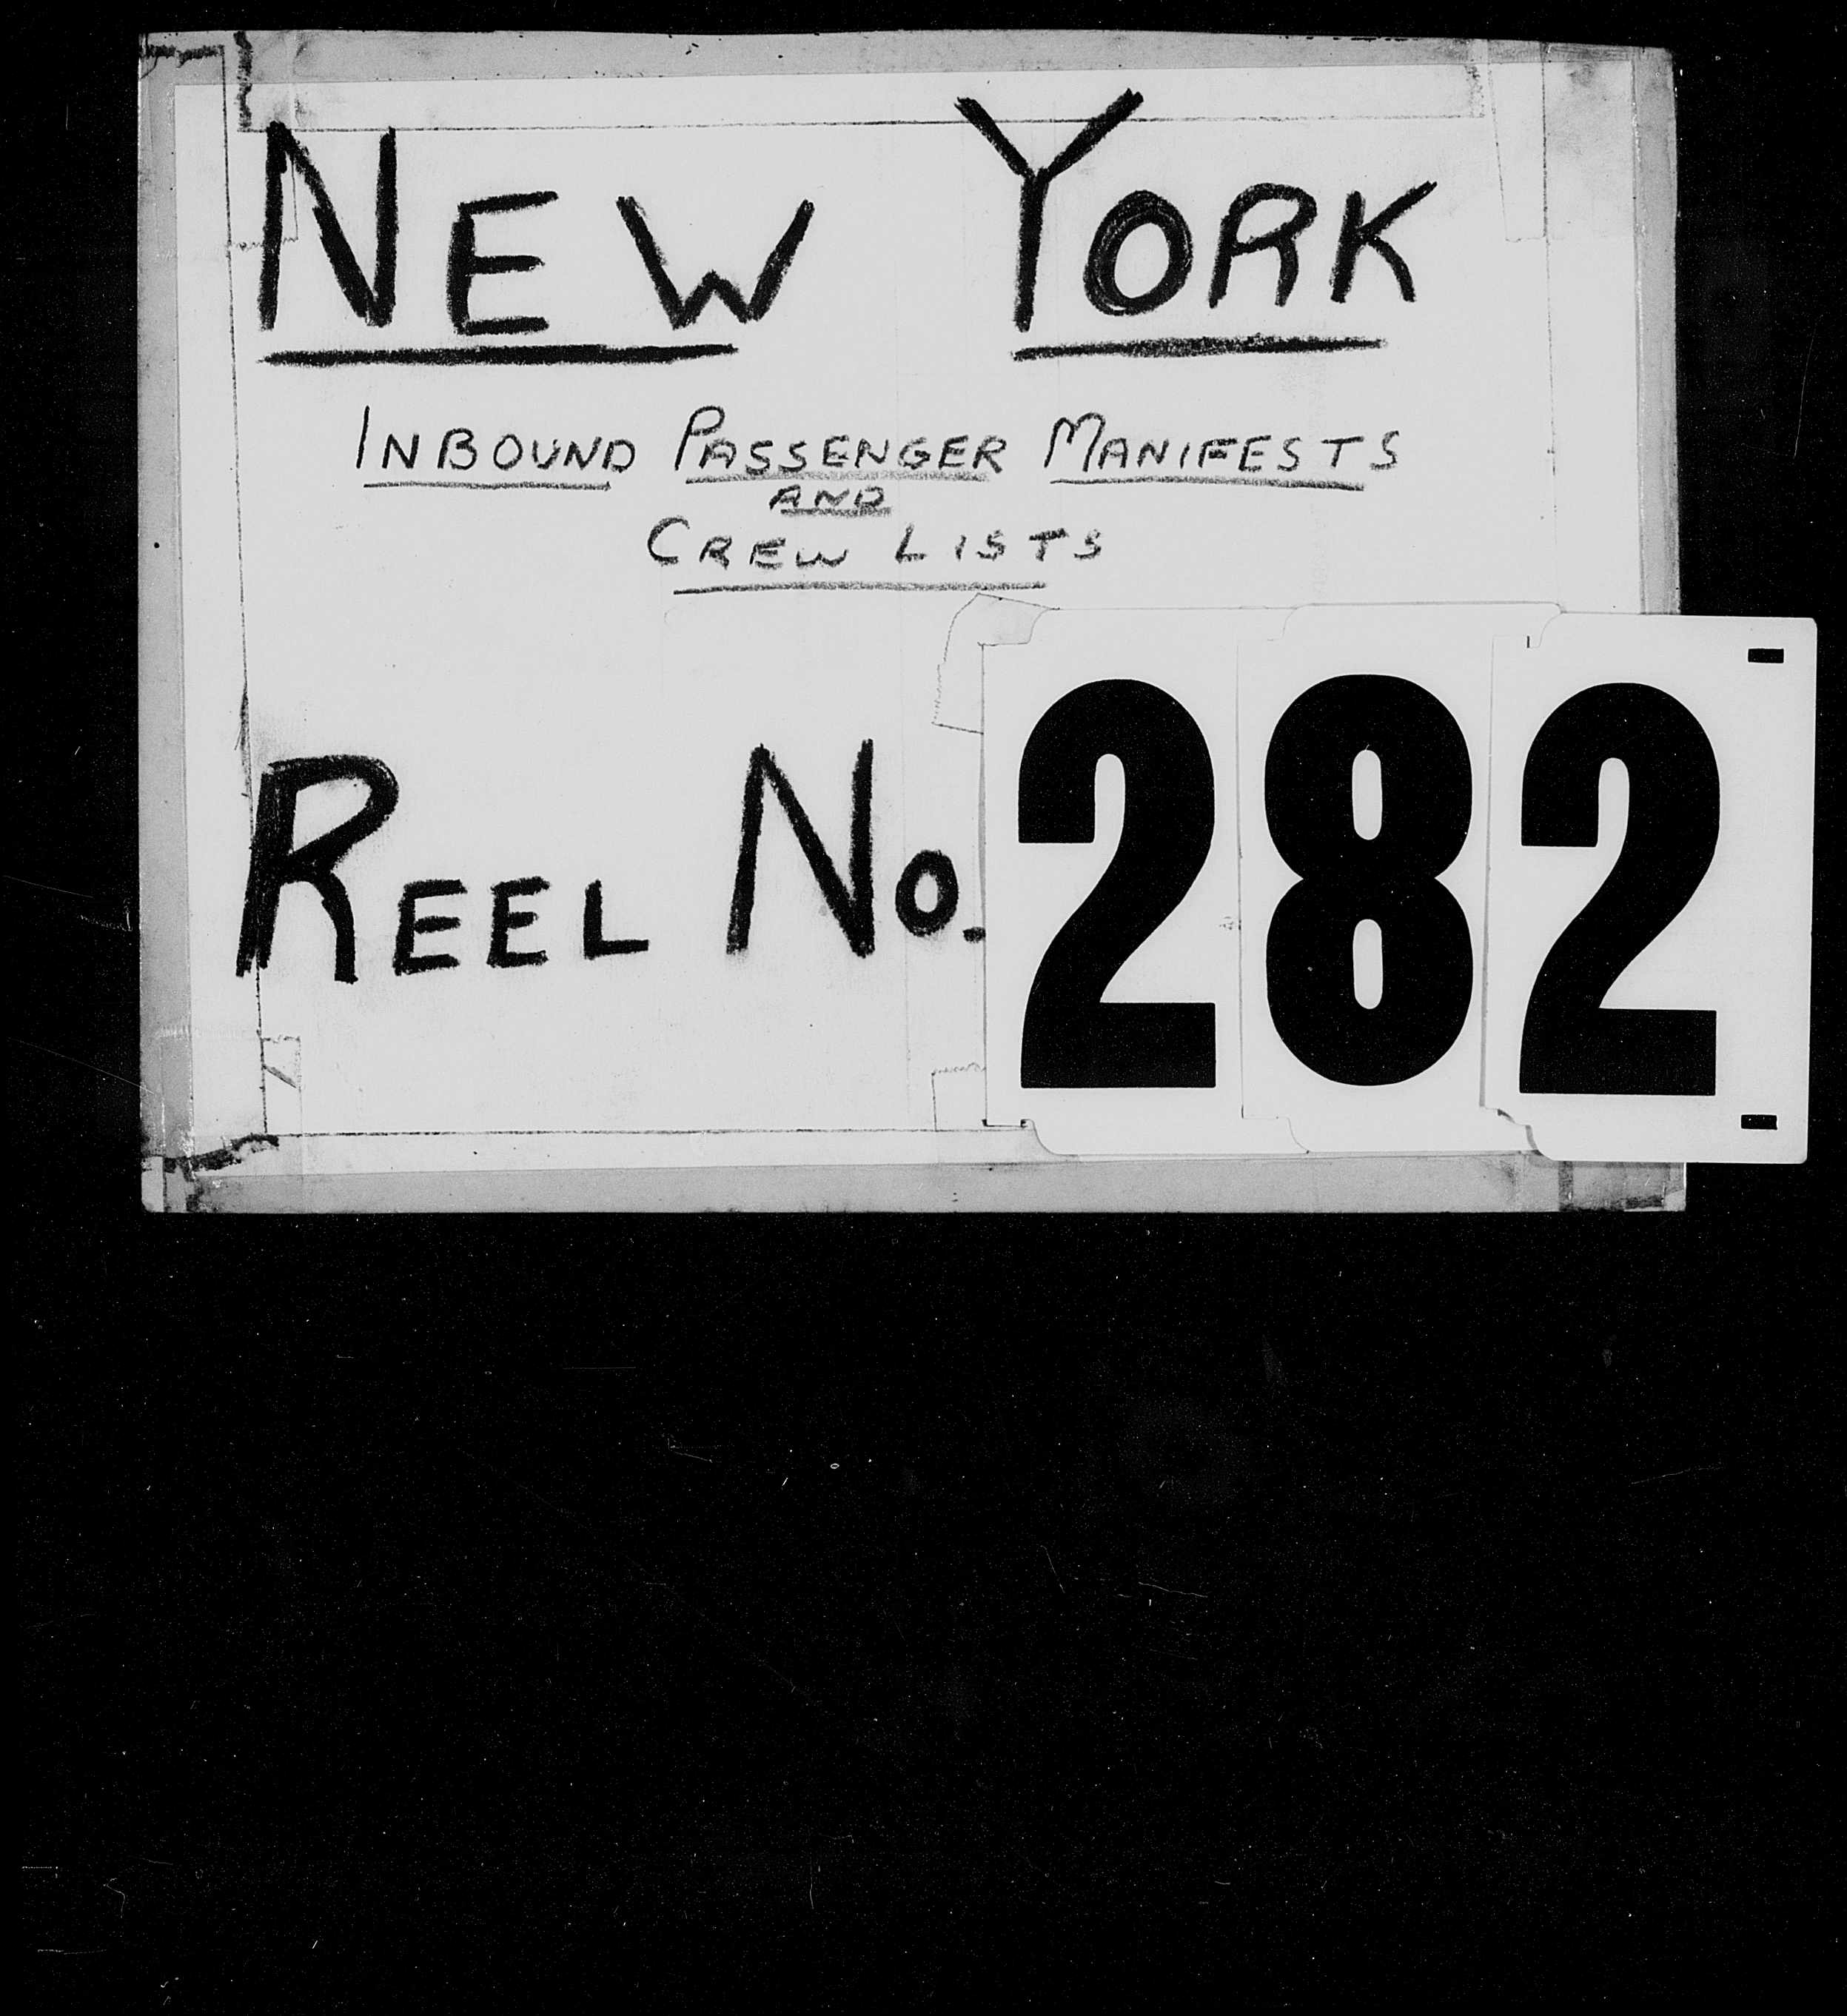 NEW YORK
INBOUND PASSENGER MANIFESTS
AND
CREW LISTS
REEL NO. 282